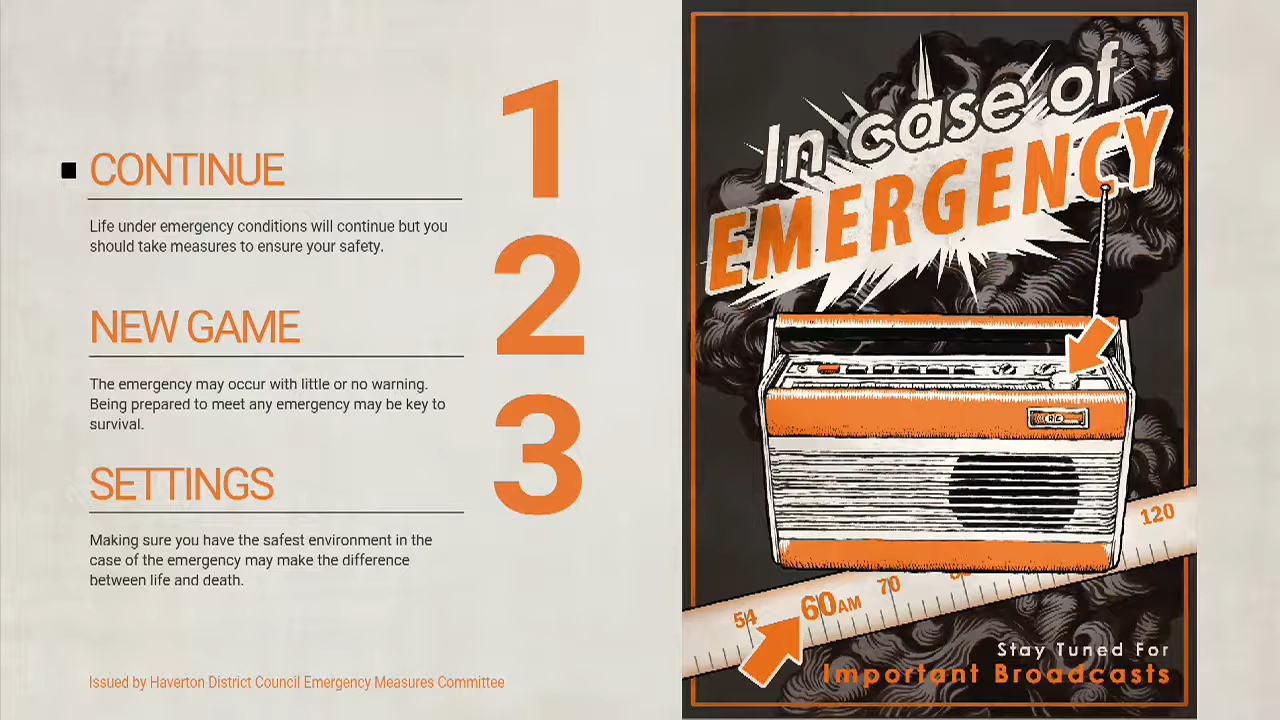 CONTINUE
1
Life under emergency conditions will continue but you
should take measures to ensure your safety.
NEW GAME
2
The emergency may occur with little or no warning.
Being prepared to meet any emergency may be key to
survival.
SETTINGS
3
Making sure you have the safest environment in the
case of the emergency may make the difference
between life and death.
Issued by Haverton District Council Emergency Measures Committee
In case of
EMERGENCY
120
54 60AM 70
Stay Tuned For
Important Broadcasts